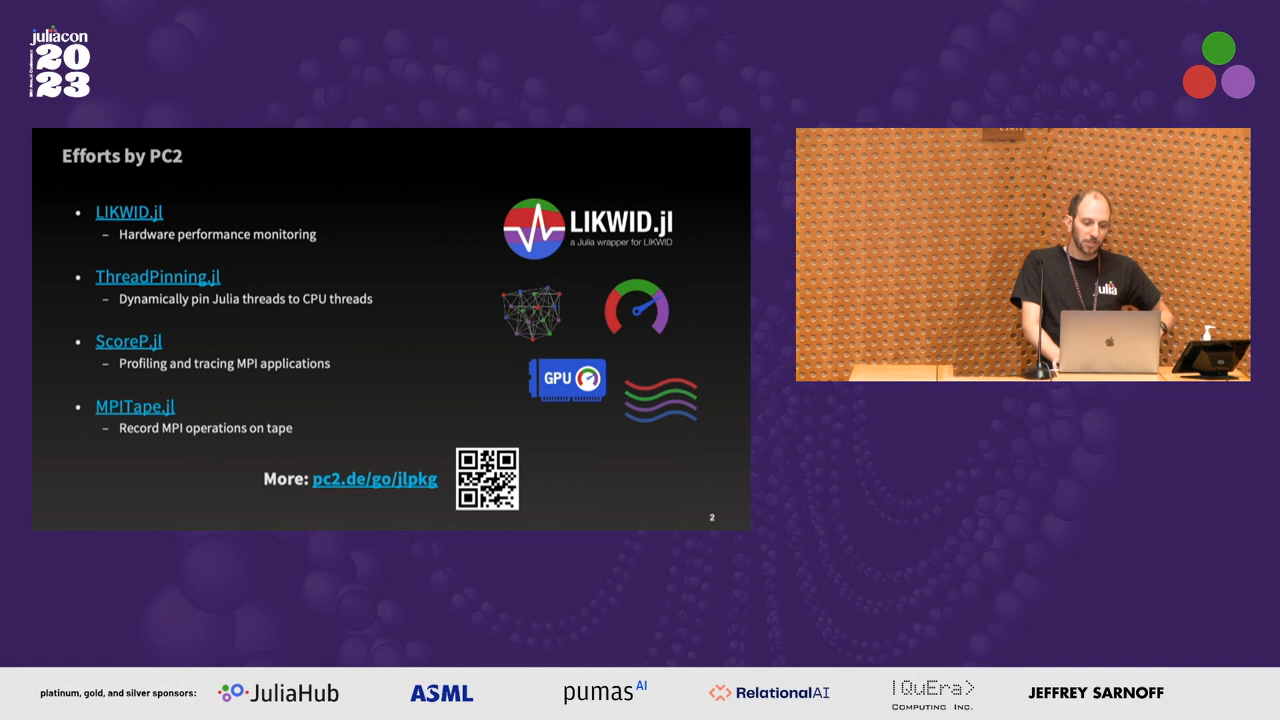 juliacon
20
23
Efforts by PC2
• LIKWID.jl
– Hardware performance monitoring
• ThreadPinning.jl
– Dynamically pin Julia threads to CPU threads
• ScoreP.jl
– Profiling and tracing MPI applications
• MPITape.jl
– Record MPI operations on tape
More: pc2.de/go/jlpkg
LIKWID.jl
a Julia wrapper for LIKWID
GPU
2
julia
platinum, gold, and silver sponsors:
JuliaHub
ASML
pumas AI
RelationalAI
|QuEra>
COMPUTING INC.
JEFFREY SARNOFF